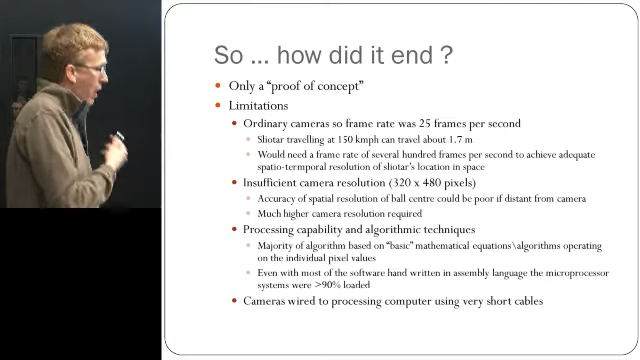 So ... how did it end ?
Only a “proof of concept”
Limitations
Ordinary cameras so frame rate was 25 frames per second
Sliotar travelling at 150 kmph can travel about 1.7 m
Would need a frame rate of several hundred frames per second to achieve adequate
spatio-termporal resolution of sliotar's location in space
Insufficient camera resolution (320 x 480 pixels)
Accuracy of spatial resolution of ball centre could be poor if distant from camera
Much higher camera resolution required
Processing capability and algorithmic techniques
Majority of algorithm based on “basic” mathematical equations\algorithms operating
on the individual pixel values
Even with most of the software hand written in assembly language the microprocessor
systems were >90% loaded
Cameras wired to processing computer using very short cables